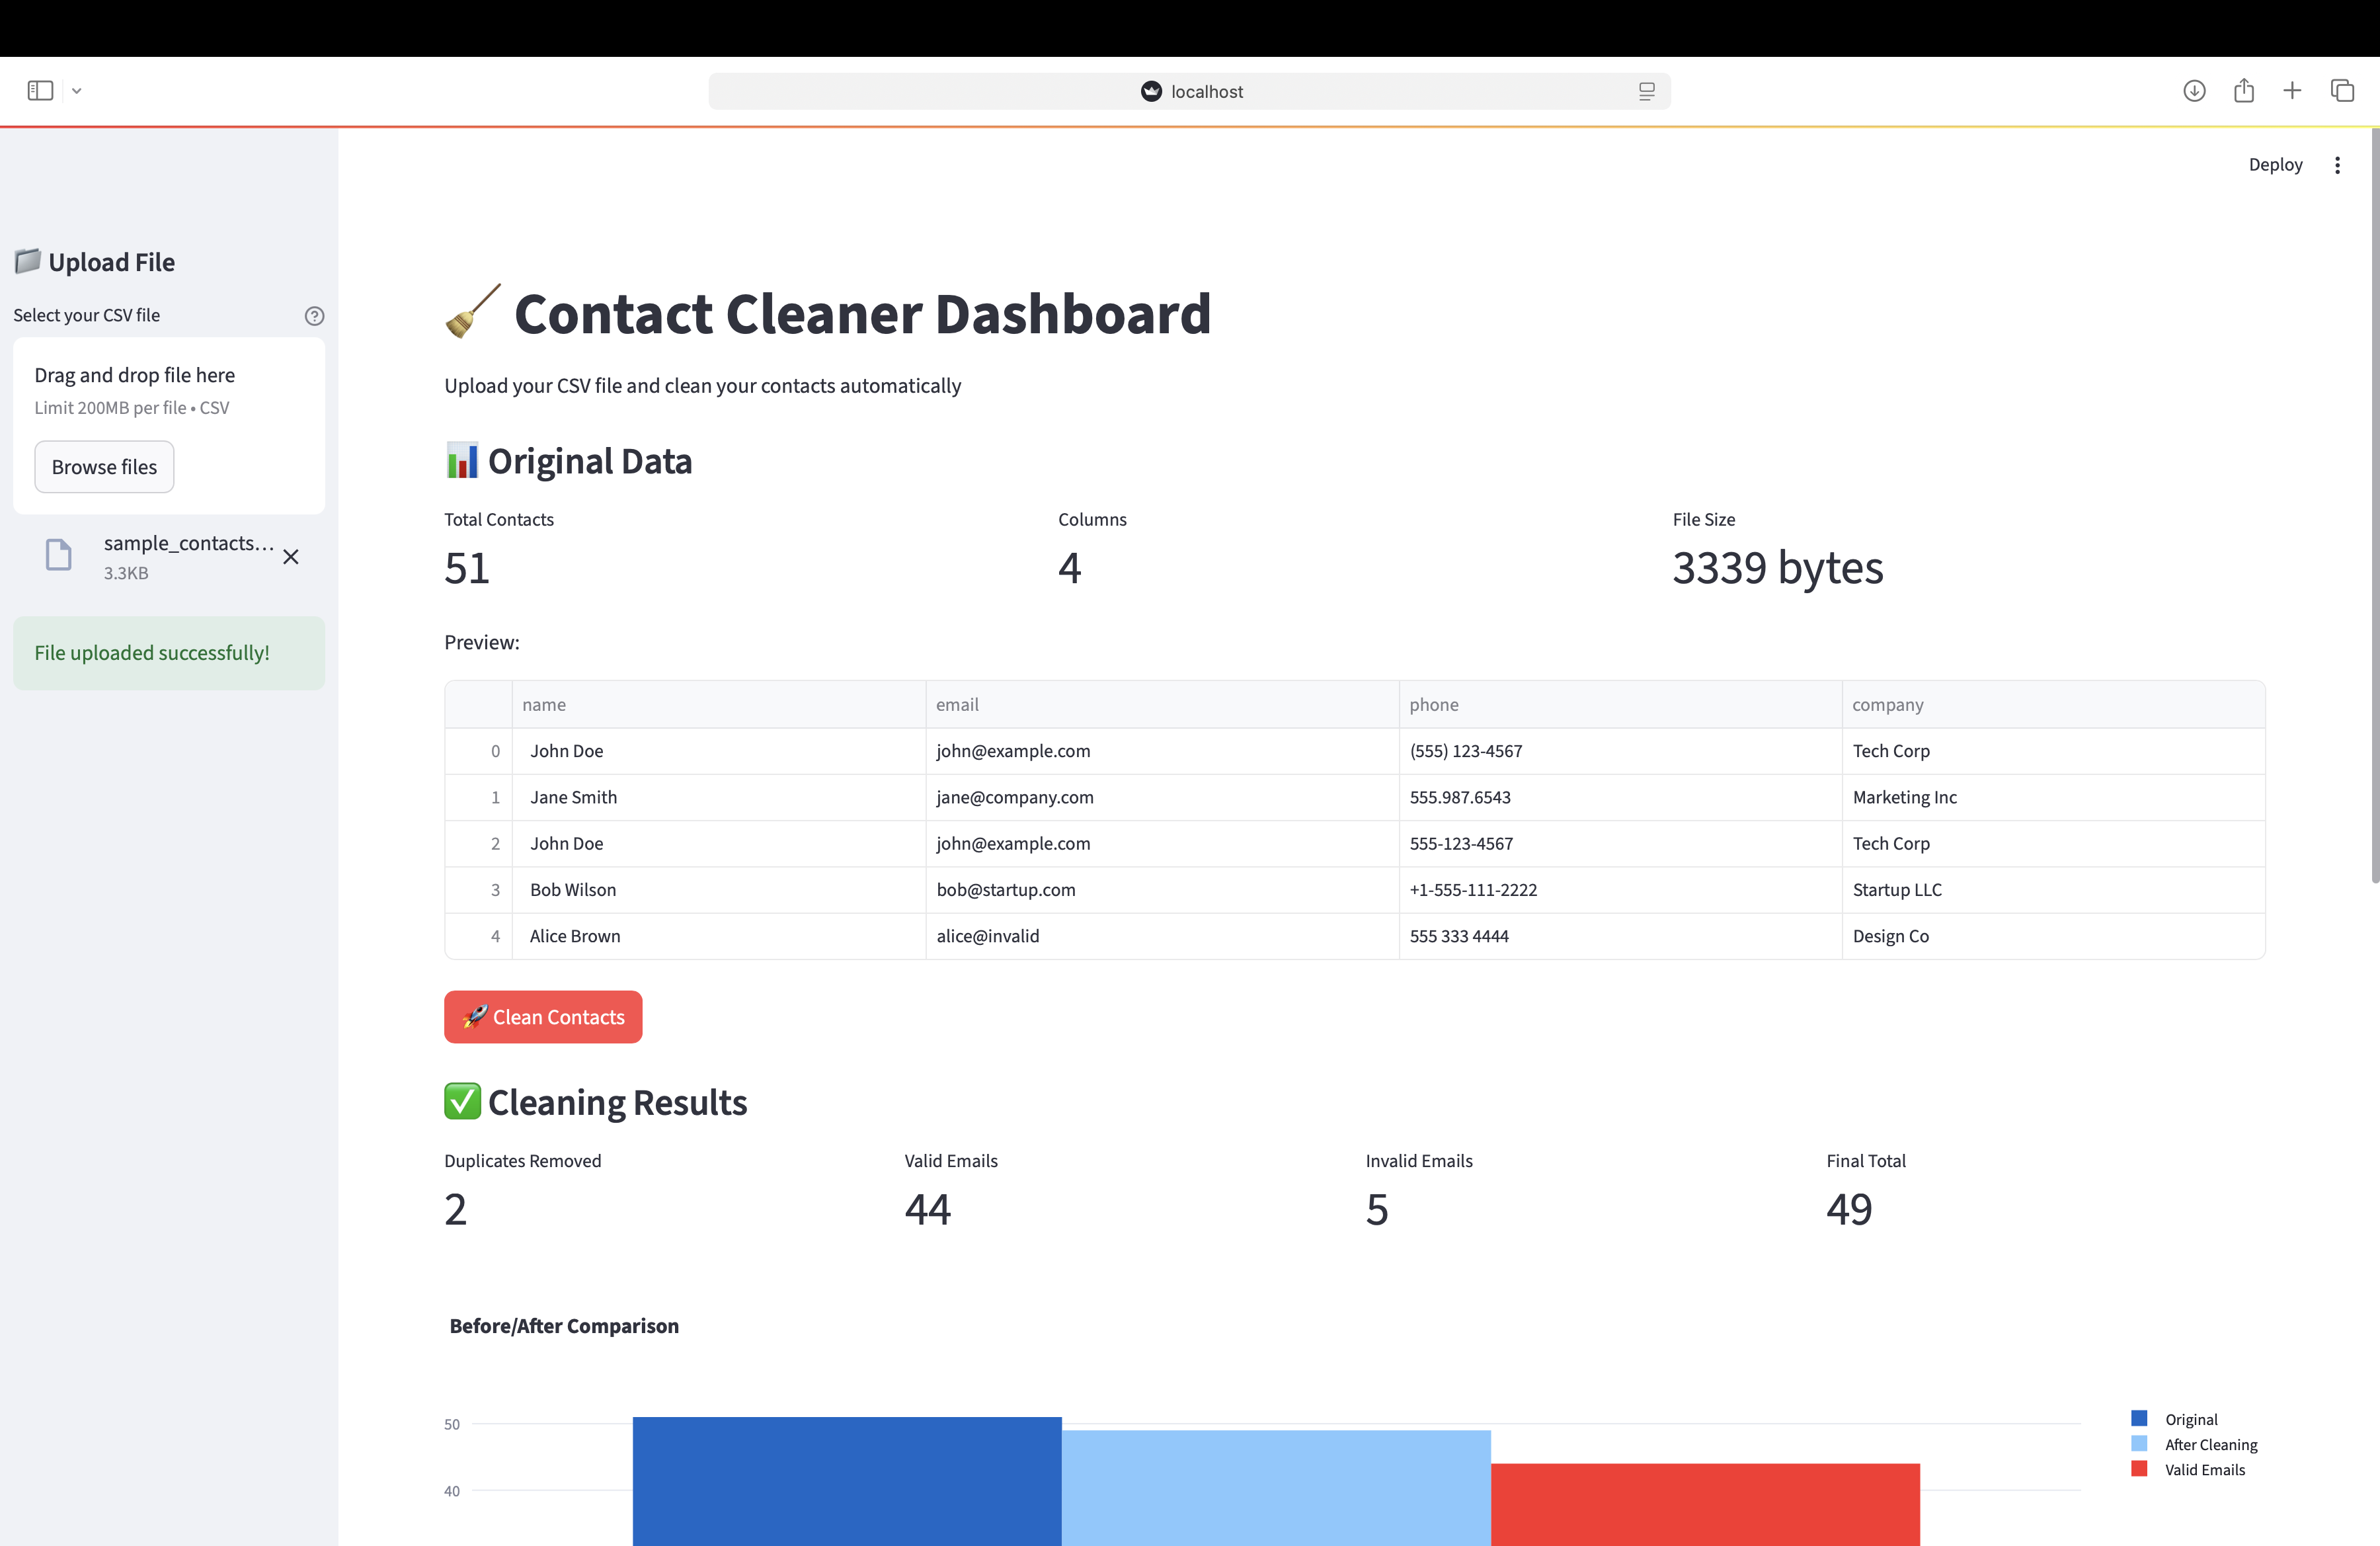 localhost
Deploy
📁 Upload File
Select your CSV file
Drag and drop file here
Limit 200MB per file • CSV
Browse files
sample_contacts…
3.3KB
File uploaded successfully!
🧹 Contact Cleaner Dashboard
Upload your CSV file and clean your contacts automatically
📊 Original Data
Total Contacts Columns File Size
51 4 3339 bytes
Preview:
name email phone company
0 John Doe john@example.com (555) 123-4567 Tech Corp
1 Jane Smith jane@company.com 555.987.6543 Marketing Inc
2 John Doe john@example.com 555-123-4567 Tech Corp
3 Bob Wilson bob@startup.com +1-555-111-2222 Startup LLC
4 Alice Brown alice@invalid 555 333 4444 Design Co
🚀 Clean Contacts
✅ Cleaning Results
Duplicates Removed Valid Emails Invalid Emails Final Total
2 44 5 49
Before/After Comparison
50
40
Original
After Cleaning
Valid Emails